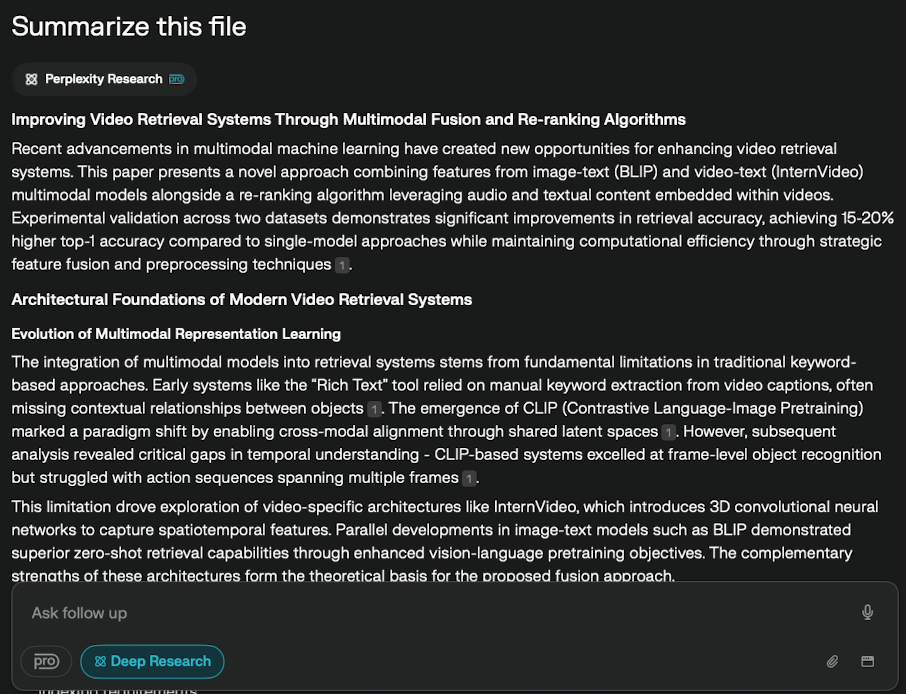 Summarize this file
Perplexity Research pro
Improving Video Retrieval Systems Through Multimodal Fusion and Re-ranking Algorithms
Recent advancements in multimodal machine learning have created new opportunities for enhancing video retrieval
systems. This paper presents a novel approach combining features from image-text (BLIP) and video-text (InternVideo)
multimodal models alongside a re-ranking algorithm leveraging audio and textual content embedded within videos.
Experimental validation across two datasets demonstrates significant improvements in retrieval accuracy, achieving 15-20%
higher top-1 accuracy compared to single-model approaches while maintaining computational efficiency through strategic
feature fusion and preprocessing techniques 1.
Architectural Foundations of Modern Video Retrieval Systems
Evolution of Multimodal Representation Learning
The integration of multimodal models into retrieval systems stems from fundamental limitations in traditional keyword-
based approaches. Early systems like the “Rich Text” tool relied on manual keyword extraction from video captions, often
missing contextual relationships between objects 1. The emergence of CLIP (Contrastive Language-Image Pretraining)
marked a paradigm shift by enabling cross-modal alignment through shared latent spaces 1. However, subsequent
analysis revealed critical gaps in temporal understanding - CLIP-based systems excelled at frame-level object recognition
but struggled with action sequences spanning multiple frames 1.
This limitation drove exploration of video-specific architectures like InternVideo, which introduces 3D convolutional neural
networks to capture spatiotemporal features. Parallel developments in image-text models such as BLIP demonstrated
superior zero-shot retrieval capabilities through enhanced vision-language pretraining objectives. The complementary
strengths of these architectures form the theoretical basis for the proposed fusion approach.
Ask follow up
pro
Deep Research
indexing requirements